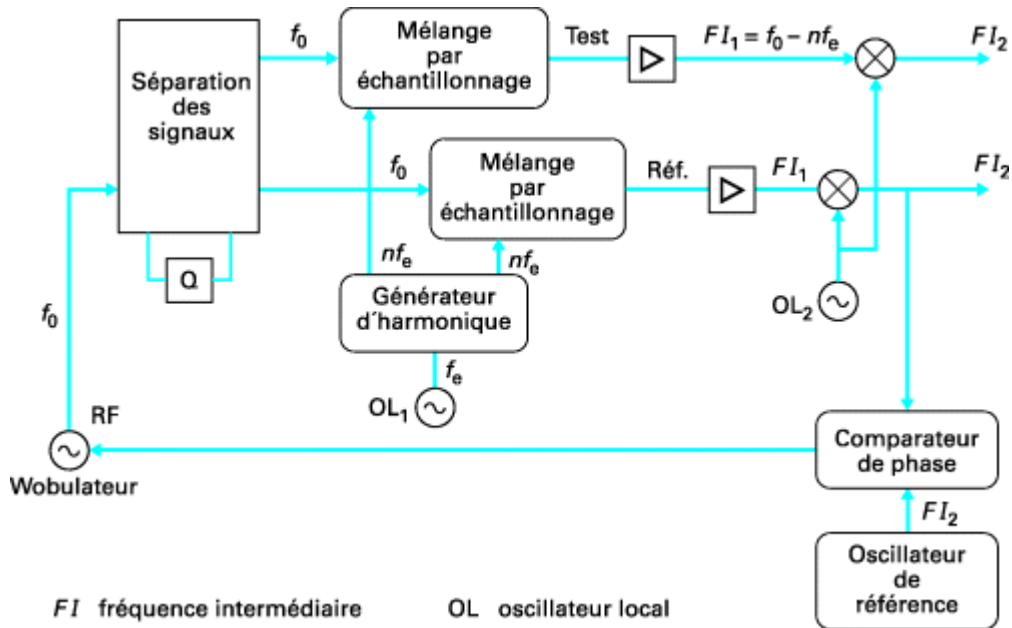 f₀
Mélange
par
échantillonnage
Test
FI₁ = f₀ – nfₑ
FI₂
Séparation
des
signaux
f₀
Mélange
par
échantillonnage
Réf.
FI₁
FI₂
nfₑ
nfₑ
Q
Générateur
d´harmonique
OL₂
f₀
fₑ
OL₁
RF
Wobulateur
Comparateur
de phase
FI₂
Oscillateur
de
référence
FI fréquence intermédiaire
OL oscillateur local